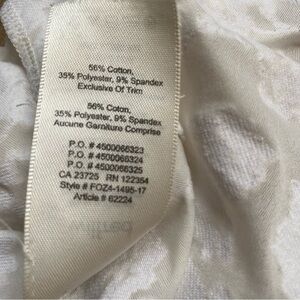 56% Cotton,
35% Polyester, 9% Spandex
Exclusive Of Trim
56% Coton,
35% Polyester, 9% Spandex
Aucune Garniture Comprise
P.O. # 4500066323
P.O. # 4500066324
P.O. # 4500066325
CA 23725 RN 122354
Style # FOZ4-1495-17
Article # 62224